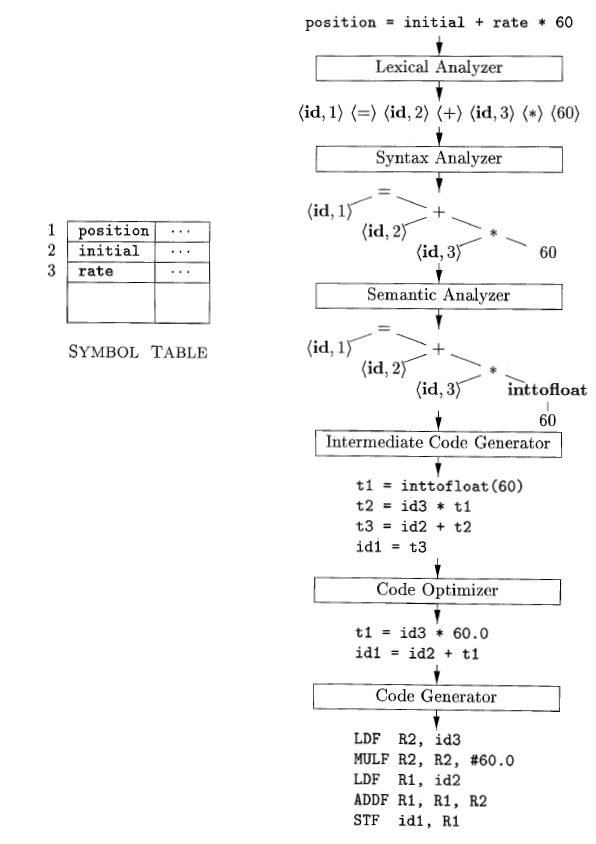 position = initial + rate * 60
Lexical Analyzer
⟨id, 1⟩ ⟨=⟩ ⟨id, 2⟩ ⟨+⟩ ⟨id, 3⟩ ⟨*⟩ ⟨60⟩
Syntax Analyzer
=
⟨id, 1⟩ +
⟨id, 2⟩ *
⟨id, 3⟩ 60
1 position ...
2 initial ...
3 rate ...
SYMBOL TABLE
Semantic Analyzer
=
⟨id, 1⟩ +
⟨id, 2⟩ *
⟨id, 3⟩ inttofloat
60
Intermediate Code Generator
t1 = inttofloat(60)
t2 = id3 * t1
t3 = id2 + t2
id1 = t3
Code Optimizer
t1 = id3 * 60.0
id1 = id2 + t1
Code Generator
LDF R2, id3
MULF R2, R2, #60.0
LDF R1, id2
ADDF R1, R1, R2
STF id1, R1